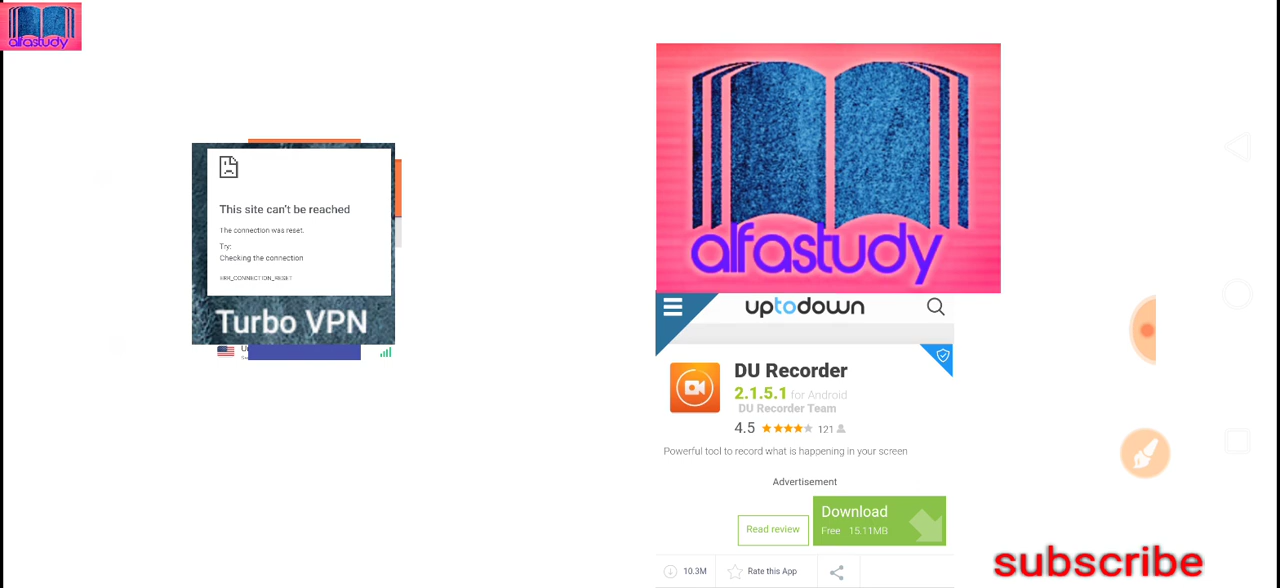 alfastudy
This site can't be reached
The connection was reset.
Try:
Checking the connection
ERR_CONNECTION_RESET
Turbo VPN
alfastudy
uptodown
DU Recorder
2.1.5.1 for Android
DU Recorder Team
4.5 121
Powerful tool to record what is happening in your screen
Advertisement
Read review
Download
Free 15.11MB
10.3M Rate this App
subscribe